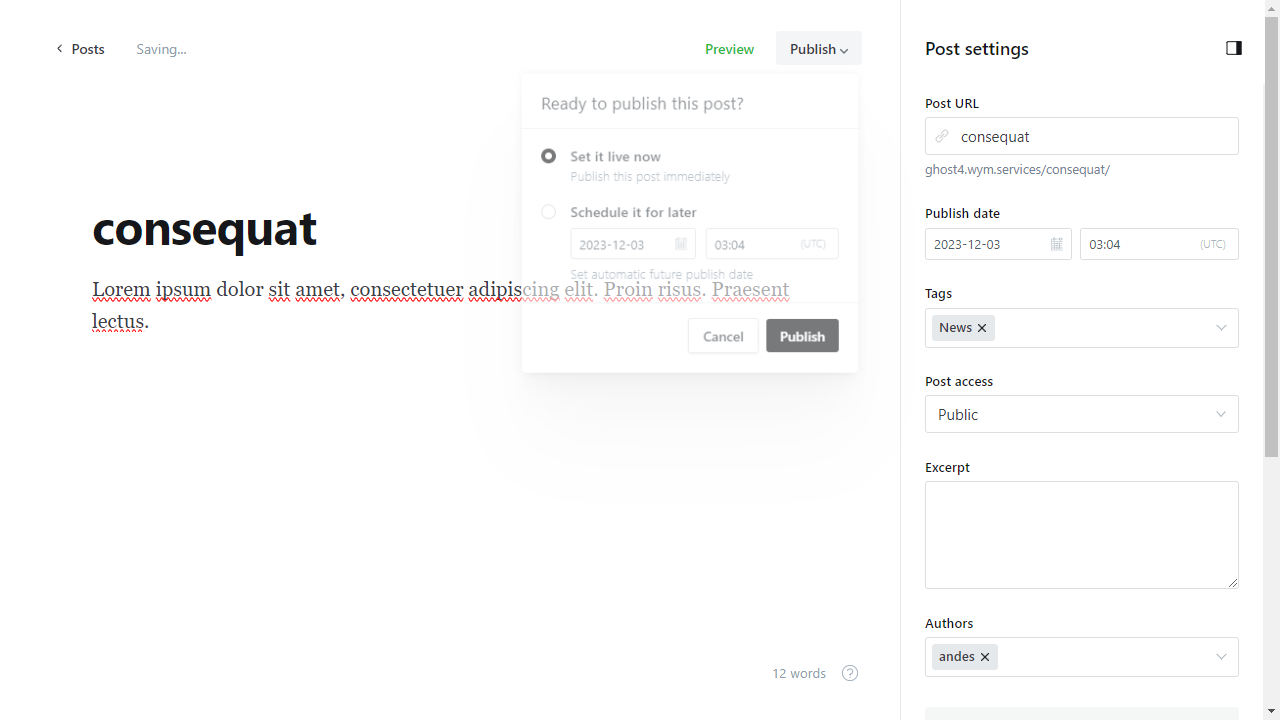 Posts
Saving...
Preview
Publish
Ready to publish this post?
Set it live now
Publish this post immediately
Schedule it for later
2023-12-03
03:04 (UTC)
Set automatic future publish date
Cancel
Publish
consequat
Lorem ipsum dolor sit amet, consectetuer adipiscing elit. Proin risus. Praesent
lectus.
12 words
?
Post settings
Post URL
consequat
ghost4.wym.services/consequat/
Publish date
2023-12-03
03:04 (UTC)
Tags
News ×
Post access
Public
Excerpt
Authors
andes ×